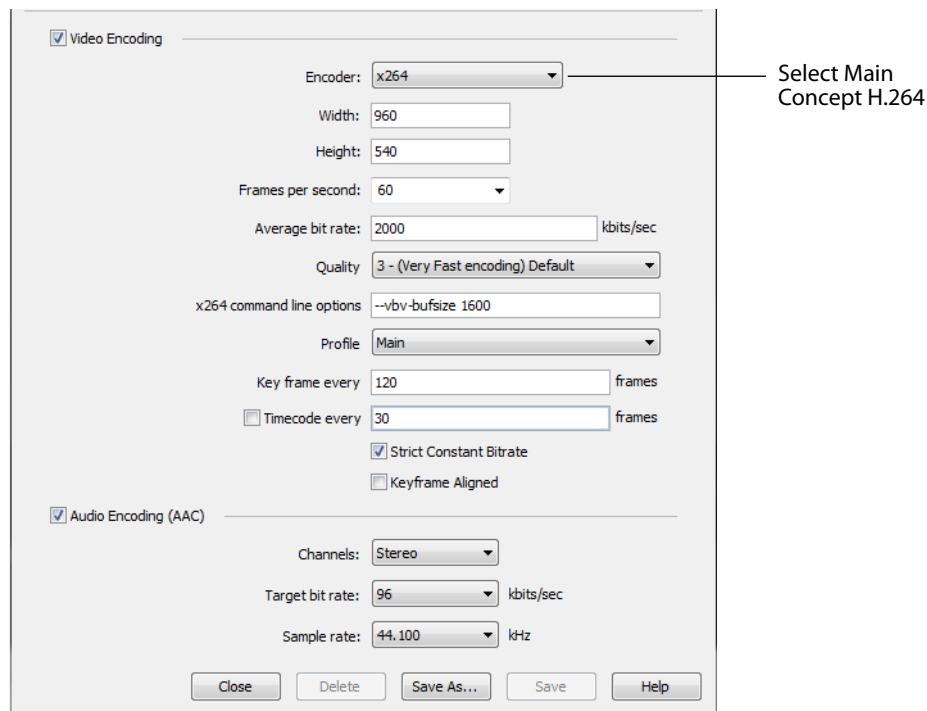 Video Encoding
Encoder: x264
Select Main
Concept H.264
Width: 960
Height: 540
Frames per second: 60
Average bit rate: 2000 kbits/sec
Quality 3 - (Very Fast encoding) Default
x264 command line options --vbv-bufsize 1600
Profile Main
Key frame every 120 frames
Timecode every 30 frames
Strict Constant Bitrate
Keyframe Aligned
Audio Encoding (AAC)
Channels: Stereo
Target bit rate: 96 kbits/sec
Sample rate: 44.100 kHz
Close Delete Save As... Save Help